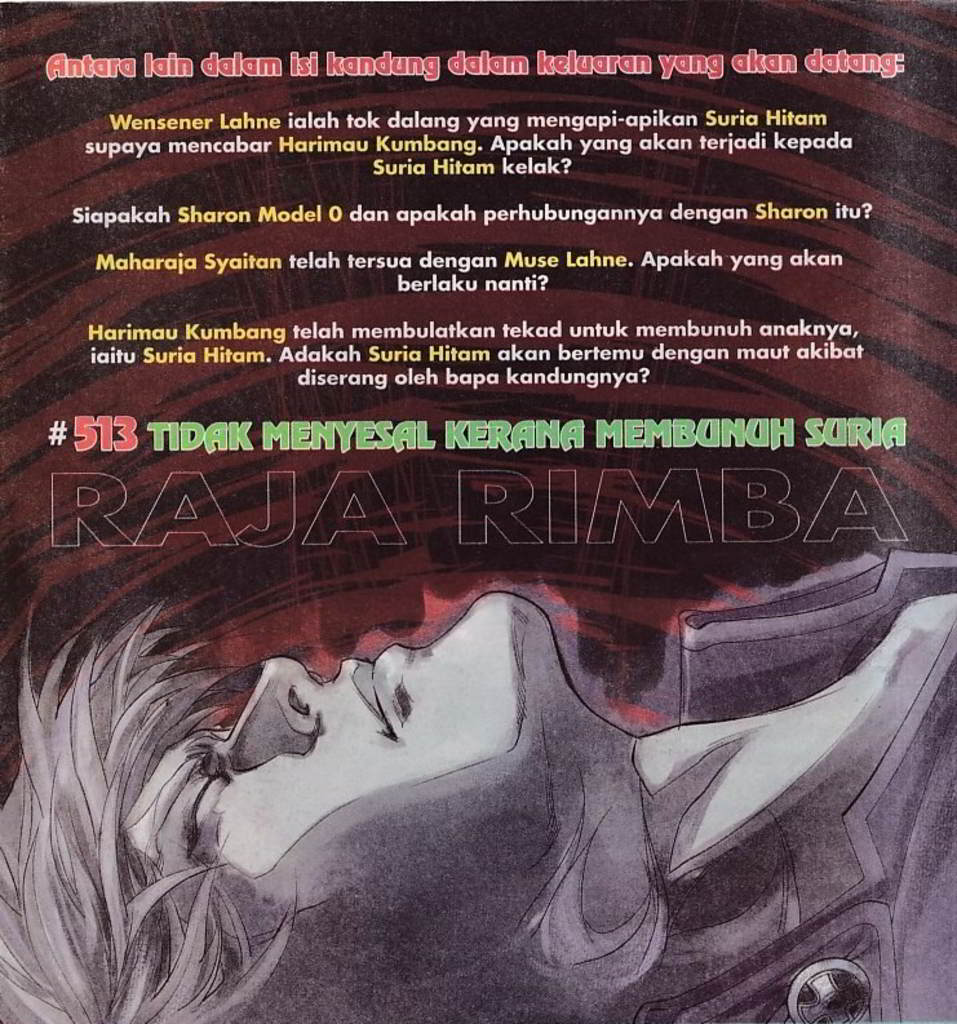 Antara lain dalam isi kandung dalam keluaran yang akan datang:
Wensener Lahne ialah tok dalang yang mengapi-apikan Suria Hitam
supaya mencabar Harimau Kumbang. Apakah yang akan terjadi kepada
Suria Hitam kelak?
Siapakah Sharon Model 0 dan apakah perhubungannya dengan Sharon itu?
Maharaja Syaitan telah tersua dengan Muse Lahne. Apakah yang akan
berlaku nanti?
Harimau Kumbang telah membulatkan tekad untuk membunuh anaknya,
iaitu Suria Hitam. Adakah Suria Hitam akan bertemu dengan maut akibat
diserang oleh bapa kandungnya?
#513 TIDAK MENYESAL KERANA MEMBUNUH SURIA
RAJA RIMBA